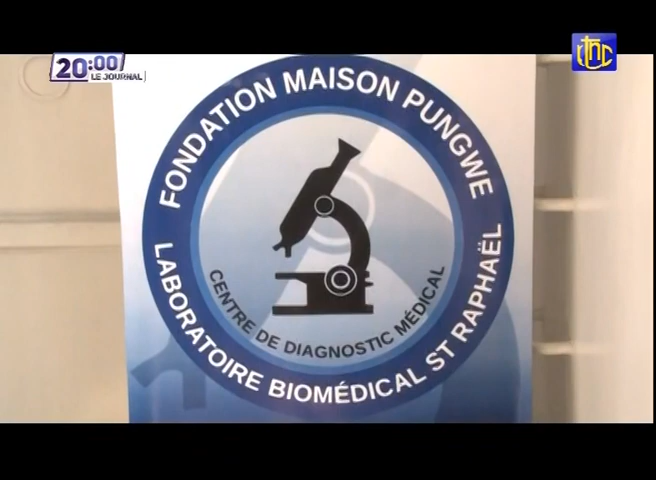 20:00
LE JOURNAL
FONDATION MAISON PUNGWE
CENTRE DE DIAGNOSTIC MÉDICAL
LABORATOIRE BIOMÉDICAL ST RAPHAËL